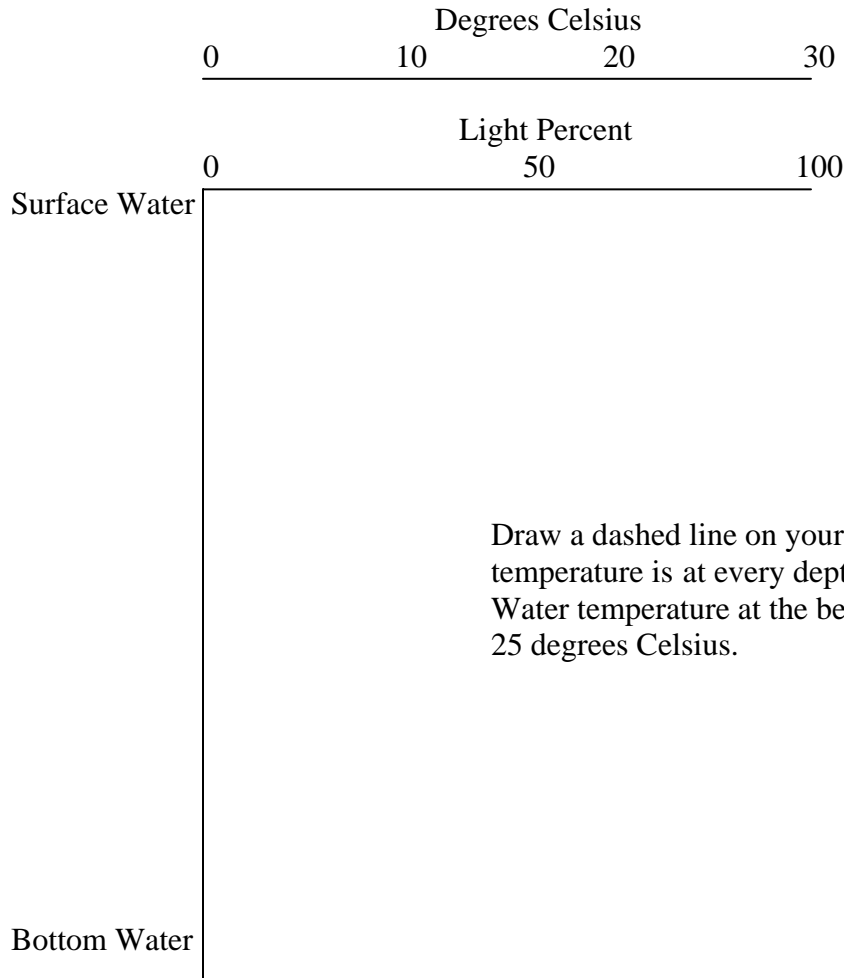 Degrees Celsius
0 10 20 30
Light Percent
0 50 100
Surface Water
Draw a dashed line on your
temperature is at every dept
Water temperature at the be
25 degrees Celsius.
Bottom Water